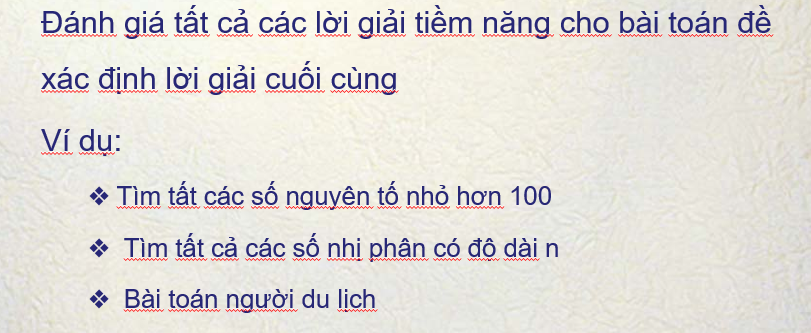 Đánh giá tất cả các lời giải tiềm năng cho bài toán đề
xác định lời giải cuối cùng
Ví dụ:
❖ Tìm tất các số nguyên tố nhỏ hơn 100
❖ Tìm tất cả các số nhị phân có độ dài n
❖ Bài toán người du lịch